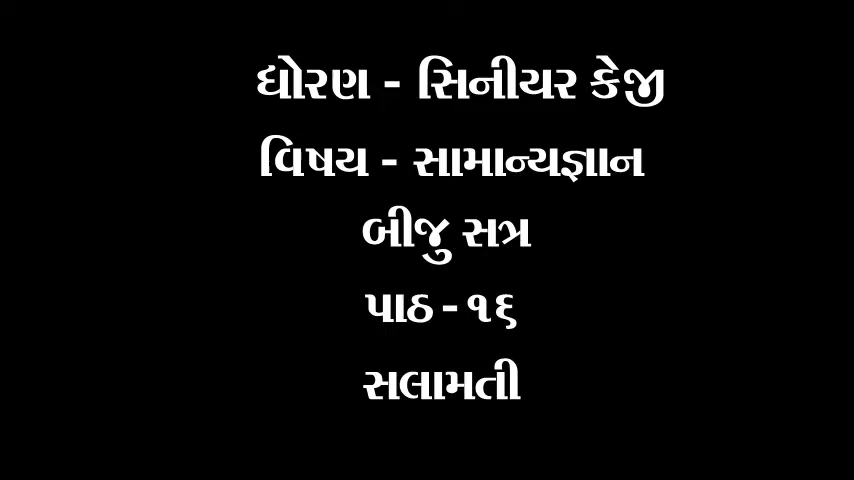 ધોરણ - સિનીયર કેજી
વિષય - સામાન્યજ્ઞાન
બીજુ સત્ર
પાઠ - ૧૬
સલામતી